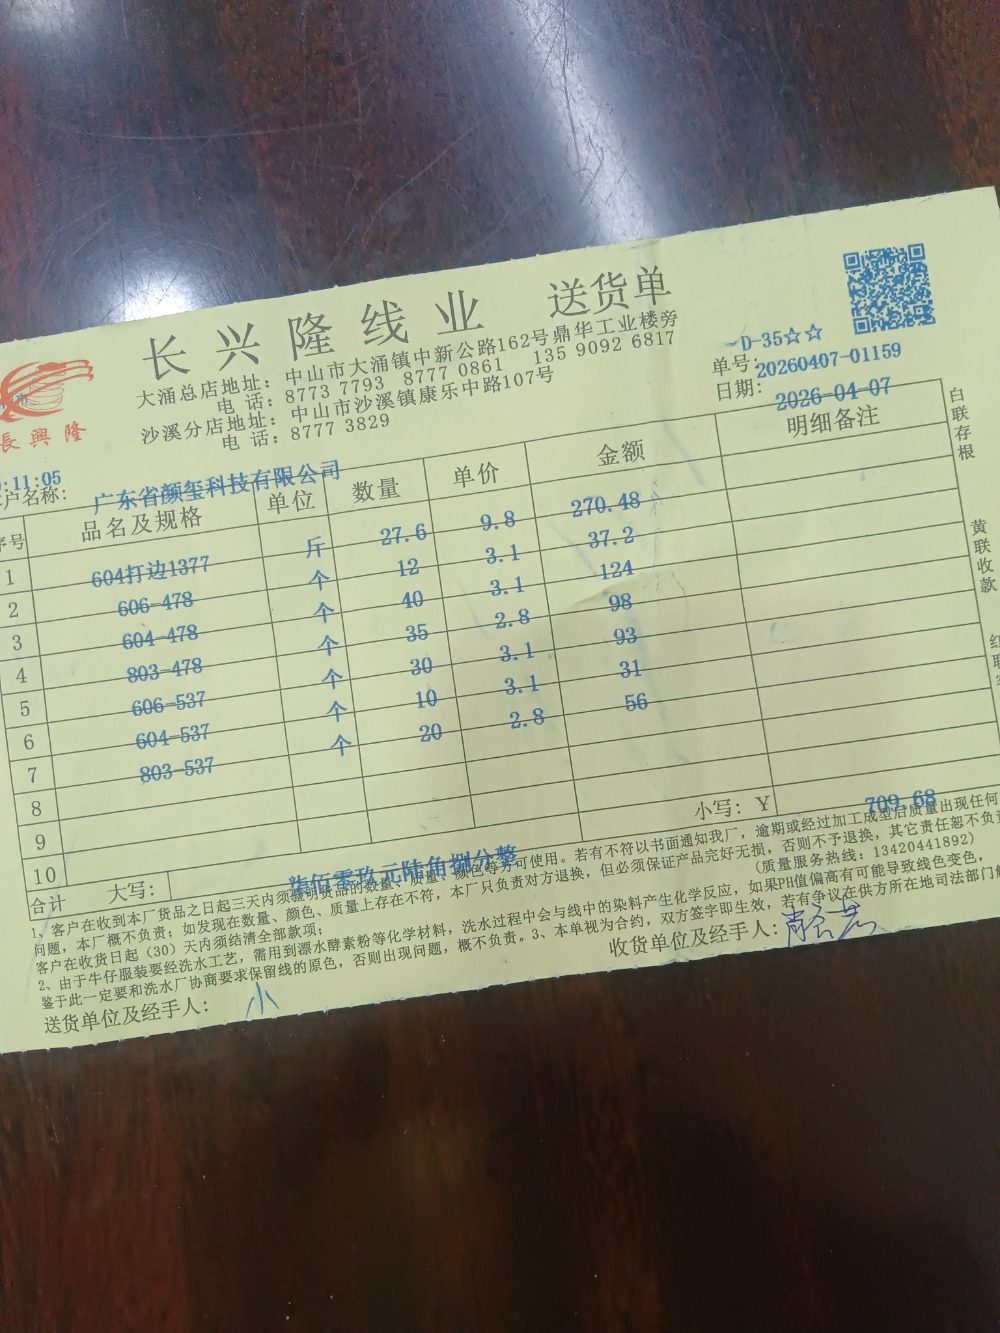 长兴隆线业 送货单
長興隆
大涌总店地址：中山市大涌镇中新公路162号鼎华工业楼旁
电 话：8773 7793 8777 0861 135 9092 6817
沙溪分店地址：中山市沙溪镇康乐中路107号
电 话：8777 3829
D-35☆☆
单号：20260407-01159
日期：2026-04-07
:11:05
户名称：广东省颜玺科技有限公司
序号 品名及规格 单位 数量 单价 金额 明细备注
1 604打边1377 斤 27.6 9.8 270.48
2 606-478 个 12 3.1 37.2
3 604-478 个 40 3.1 124
4 803-478 个 35 2.8 98
5 606-537 个 30 3.1 93
6 604-537 个 10 3.1 31
7 803-537 个 20 2.8 56
8
9
10
合计 大写：柒佰零玖元陆角捌分整 小写：￥ 709.68
1、客户在收到本厂货品之日起三天内须验明货品的数量、质量、颜色等方可使用。若有不符以书面通知我厂，逾期或经过加工成型后质量出现任何
问题，本厂概不负责；如发现在数量、颜色、质量上存在不符，本厂只负责对方退换，但必须保证产品完好无损，否则不予退换，其它责任恕不负责
客户在收货日起（30）天内须结清全部款项； （质量服务热线：13420441892）
2、由于牛仔服装要经洗水工艺，需用到漂水酵素粉等化学材料，洗水过程中会与线中的染料产生化学反应，如果PH值偏高有可能导致线色变色，
鉴于此一定要和洗水厂协商要求保留线的原色，否则出现问题，概不负责。3、本单视为合约，双方签字即生效，若有争议在供方所在地司法部门解
送货单位及经手人： 小
收货单位及经手人：
白联存根
黄联收款
红联